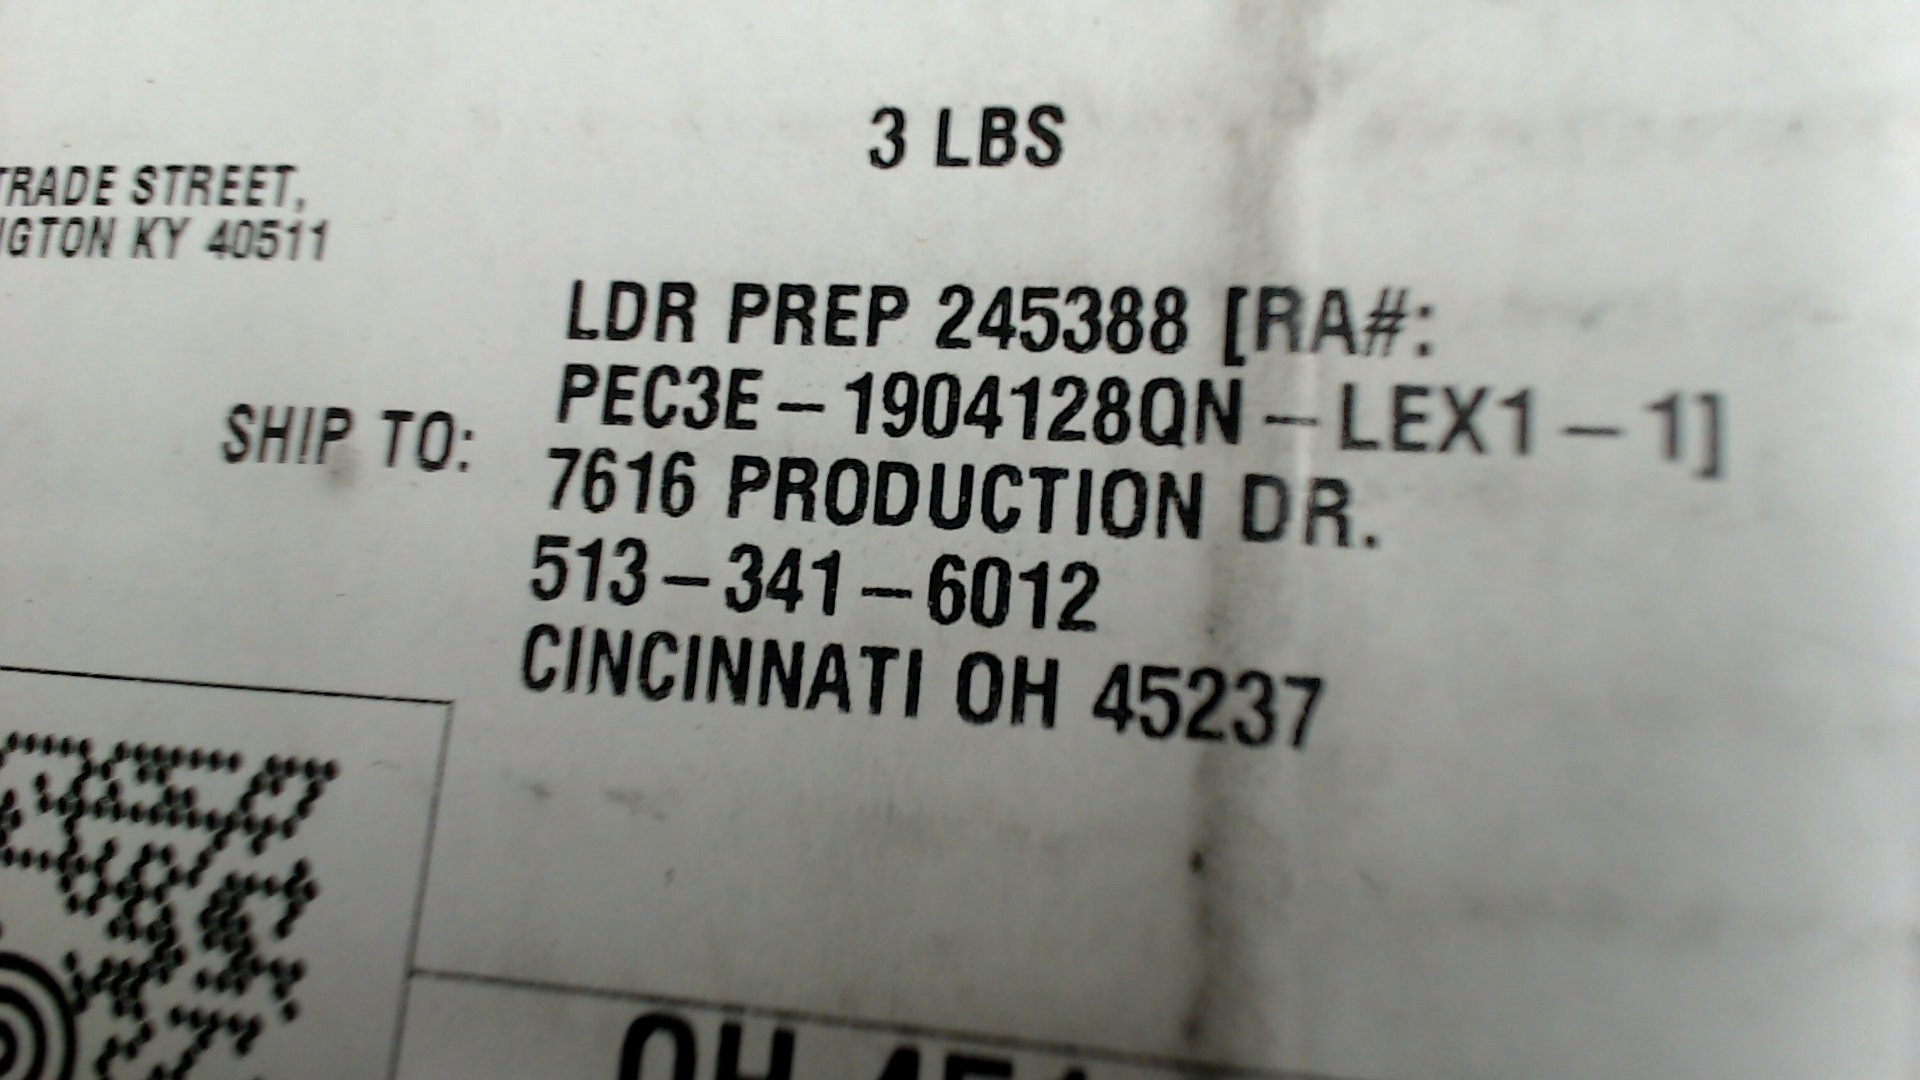 3 LBS
TRADE STREET,
KY 40511
LDR PREP 245388 [RA#:
PEC3E-1904128QN-LEX1-1]
SHIP TO:
7616 PRODUCTION DR.
513-341-6012
CINCINNATI OH 45237
OH